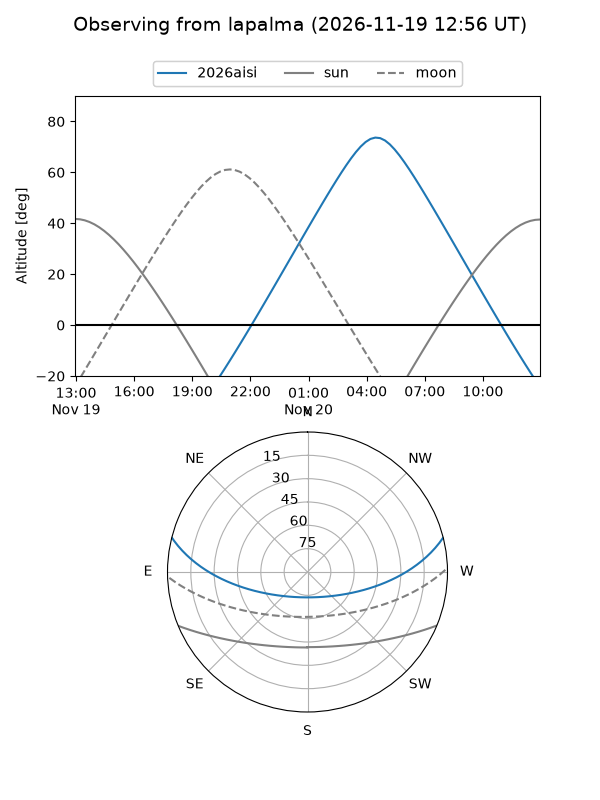 Observing from lapalma (2026-11-19 12:56 UT)
2026aisi sun moon
Altitude [deg]
80
60
40
20
0
−20
13:00 16:00 19:00 22:00 01:00 04:00 07:00 10:00
Nov 19 Nov 20
N
NE NW
15
30
45
60
75
E W
SE SW
S